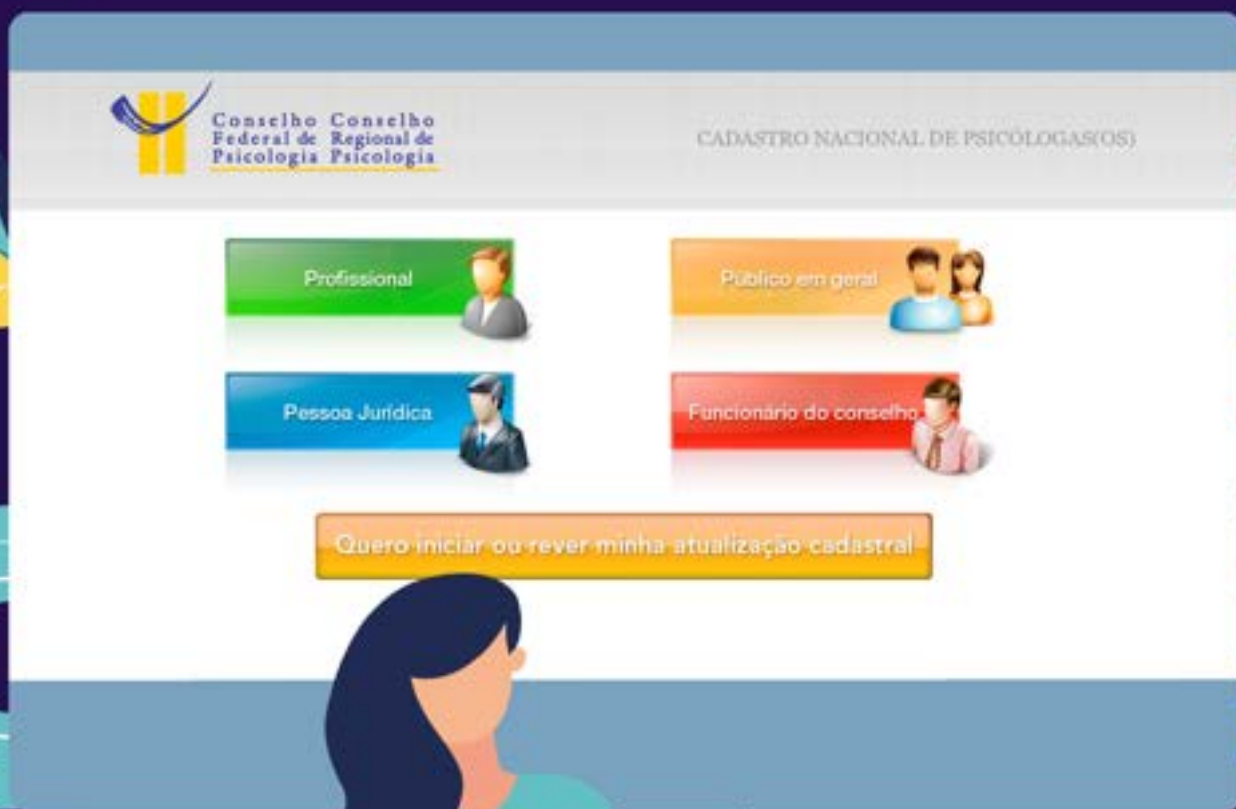 Conselho Conselho
Federal de Regional de
Psicologia Psicologia
CADASTRO NACIONAL DE PSICÓLOGAS(OS)
Profissional
Público em geral
Pessoa Jurídica
Funcionário do conselho
Quero iniciar ou rever minha atualização cadastral